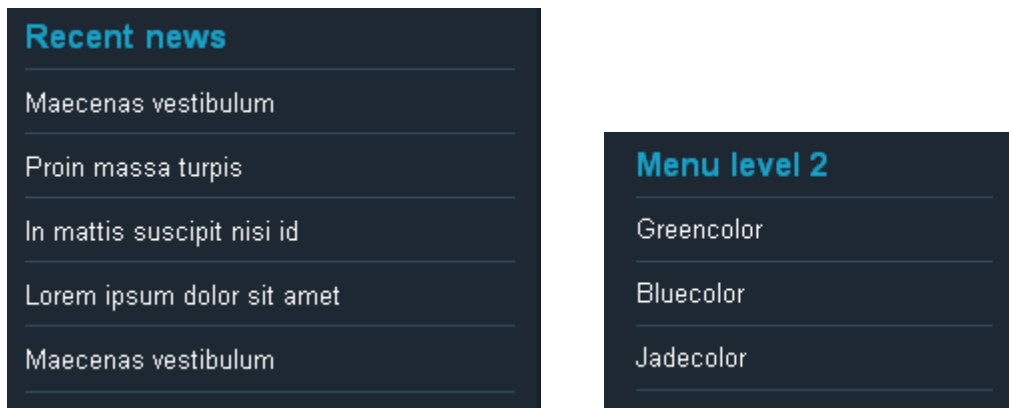 Recent news
Maecenas vestibulum
Proin massa turpis
In mattis suscipit nisi id
Lorem ipsum dolor sit amet
Maecenas vestibulum
Menu level 2
Greencolor
Bluecolor
Jadecolor